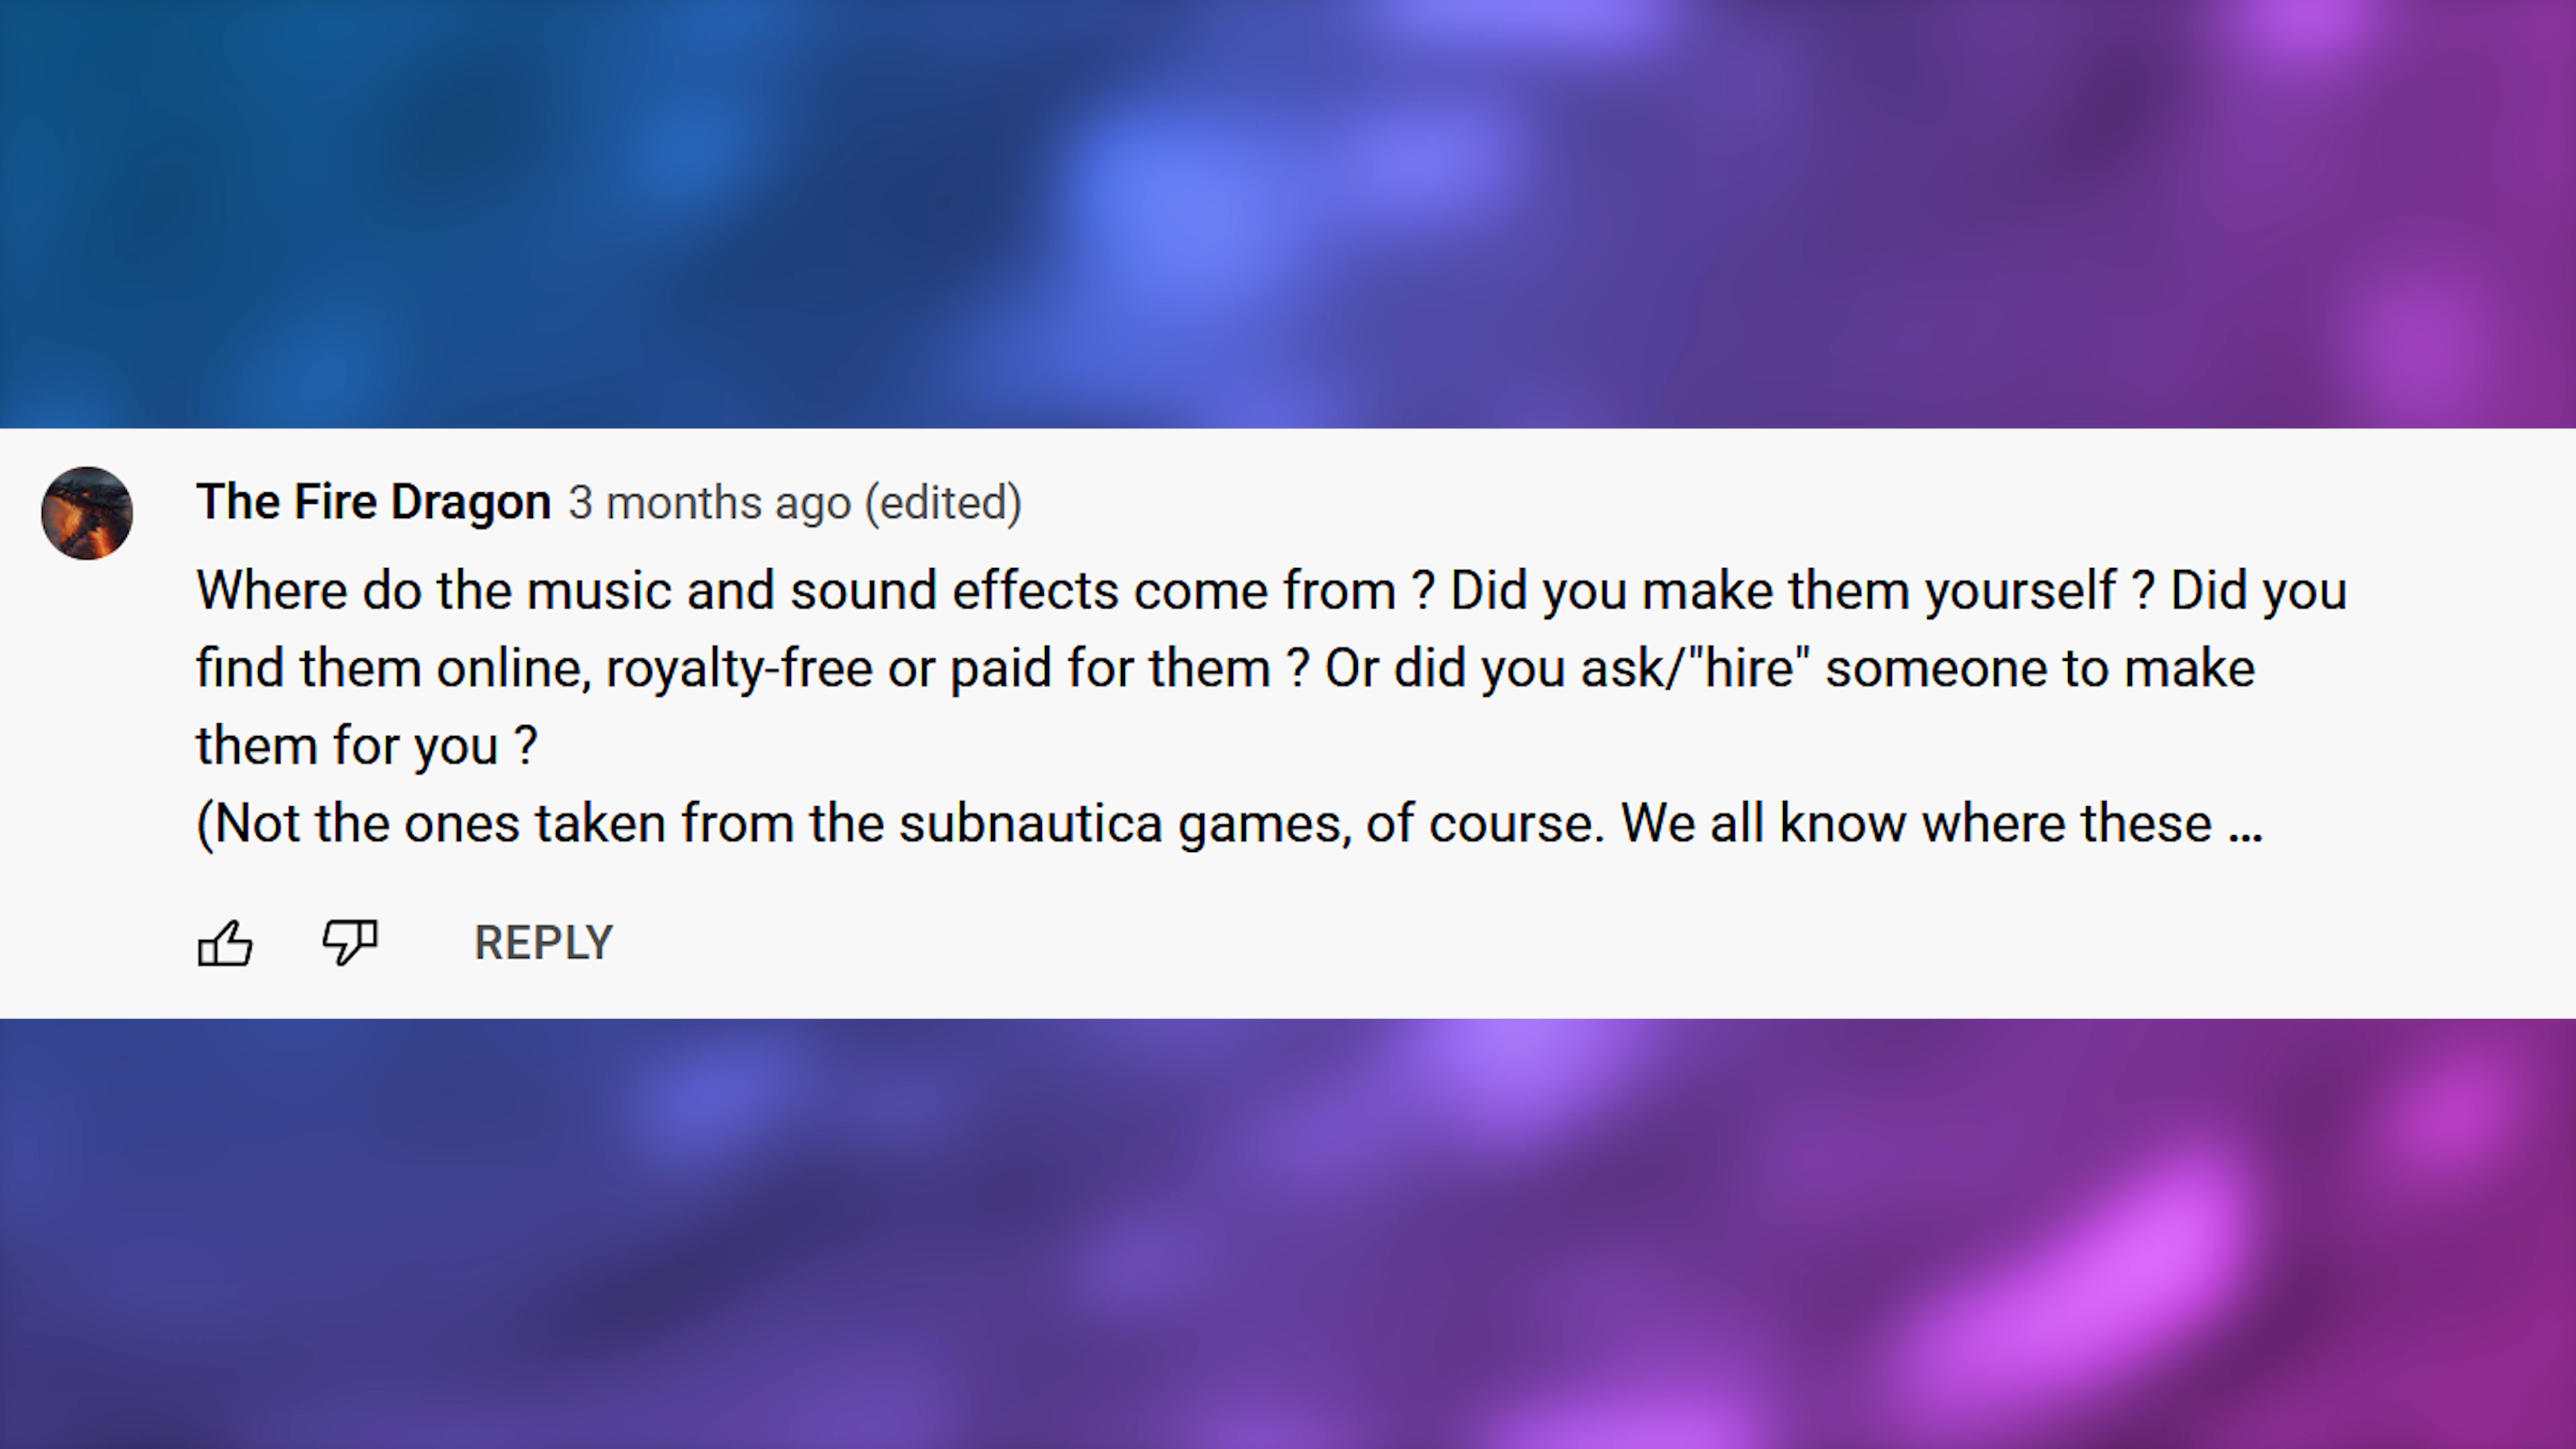 The Fire Dragon 3 months ago (edited)
Where do the music and sound effects come from ? Did you make them yourself ? Did you
find them online, royalty-free or paid for them ? Or did you ask/"hire" someone to make
them for you ?
(Not the ones taken from the subnautica games, of course. We all know where these ...
REPLY